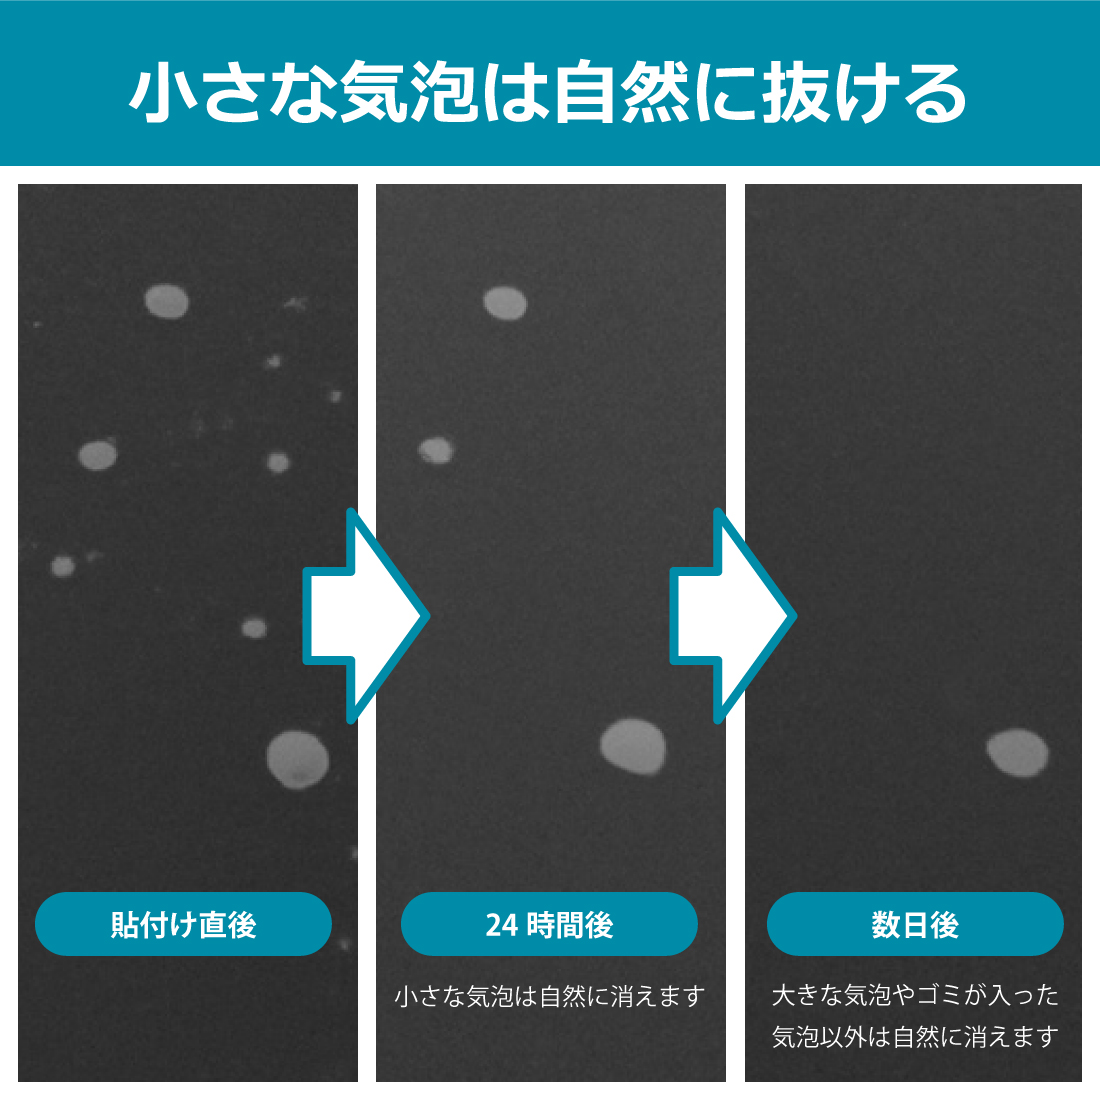 小さな気泡は自然に抜ける
貼付け直後
24 時間後
小さな気泡は自然に消えます
数日後
大きな気泡やゴミが入った
気泡以外は自然に消えます